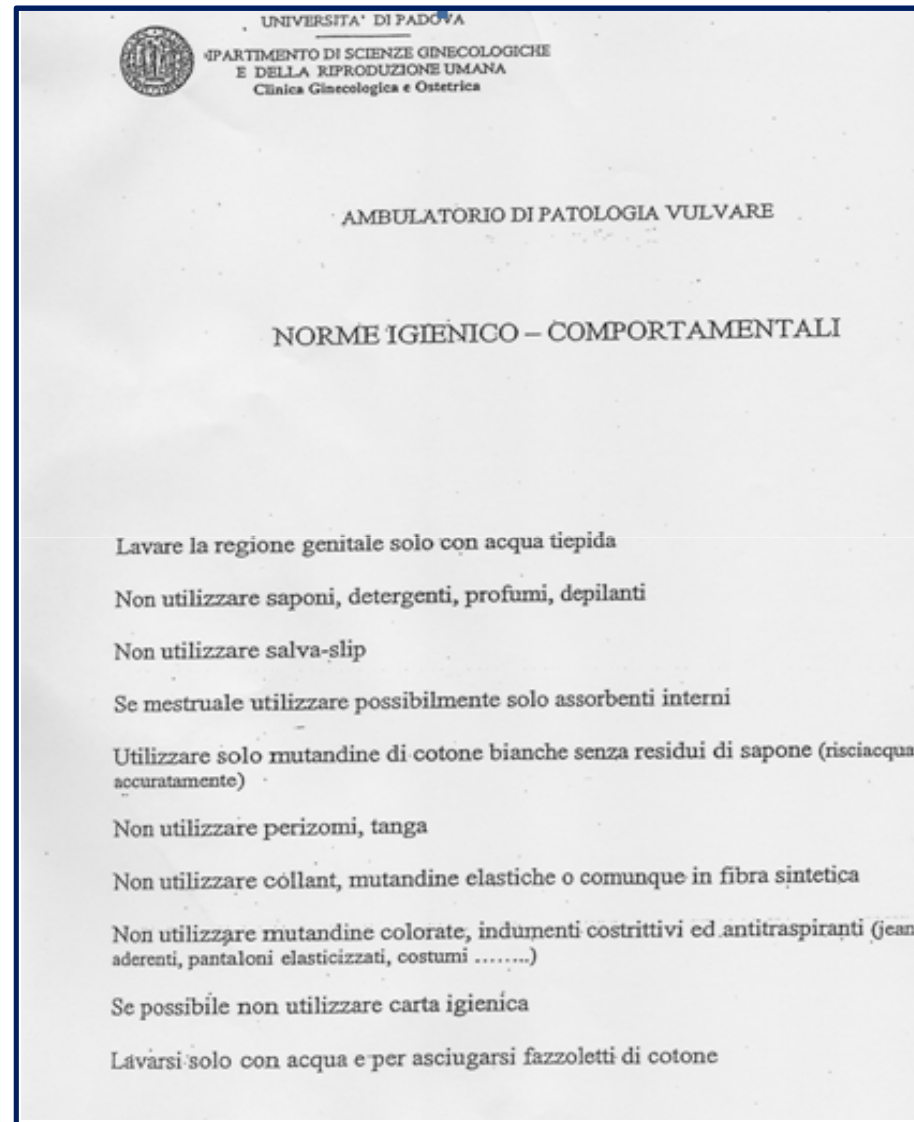 UNIVERSITA' DI PADOVA
IPARTIMENTO DI SCIENZE GINECOLOGICHE
E DELLA RIPRODUZIONE UMANA
Clinica Ginecologica e Ostetrica
AMBULATORIO DI PATOLOGIA VULVARE
NORME IGIENICO – COMPORTAMENTALI
Lavare la regione genitale solo con acqua tiepida
Non utilizzare saponi, detergenti, profumi, depilanti
Non utilizzare salva-slip
Se mestruale utilizzare possibilmente solo assorbenti interni
Utilizzare solo mutandine di cotone bianche senza residui di sapone (risciacqua
accuratamente)
Non utilizzare perizomi, tanga
Non utilizzare collant, mutandine elastiche o comunque in fibra sintetica
Non utilizzare mutandine colorate, indumenti costrittivi ed antitraspiranti (jean
aderenti, pantaloni elasticizzati, costumi ........)
Se possibile non utilizzare carta igienica
Lavarsi solo con acqua e per asciugarsi fazzoletti di cotone